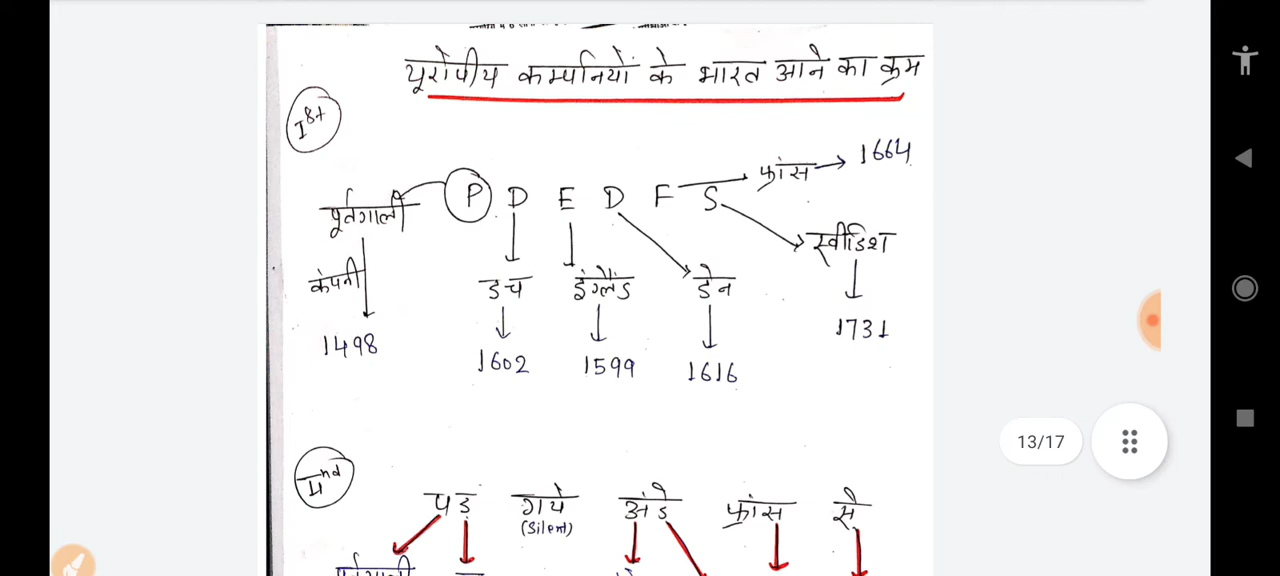 यूरोपीय कम्पनियों के भारत आने का क्रम
Ist
P D E D F S
फ्रांस → 1664
पूर्तगाली
कंपनी
1498
डच
1602
इंग्लैंड
1599
डेन
1616
स्वीडिश
1731
IInd
पड़ गये अंडे फ्रांस से
(Silent)
13/17